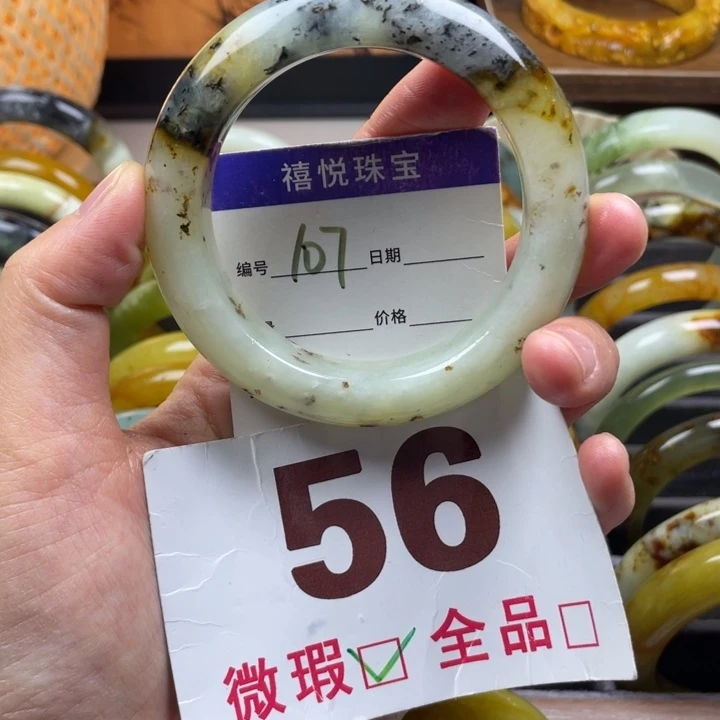 禧悦珠宝
编号 107 日期
价格
56
微瑕☑ 全品☐